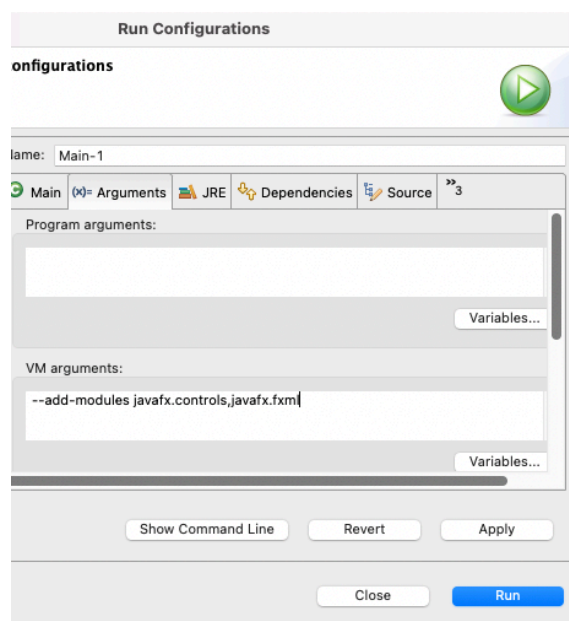 Run Configurations
onfigurations
lame: Main-1
Main (x)= Arguments JRE Dependencies Source »3
Program arguments:
Variables...
VM arguments:
--add-modules javafx.controls,javafx.fxml
Variables...
Show Command Line Revert Apply
Close Run